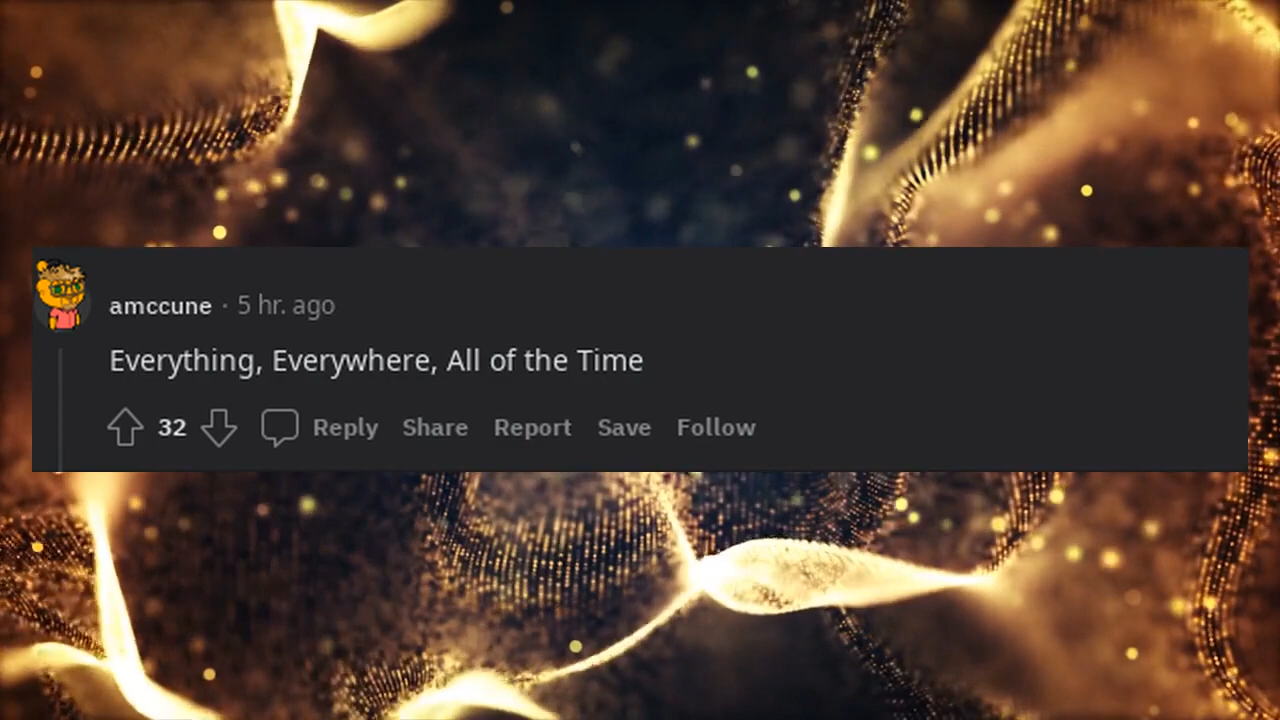 amccune · 5 hr. ago
Everything, Everywhere, All of the Time
32 Reply Share Report Save Follow